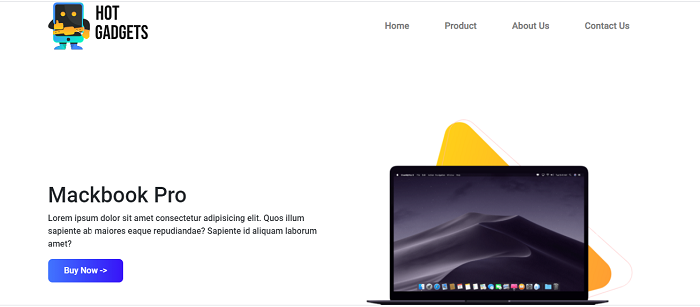 HOT
GADGETS
Home Product About Us Contact Us
Mackbook Pro
Lorem ipsum dolor sit amet consectetur adipisicing elit. Quos illum
sapiente ab maiores eaque repudiandae? Sapiente id aliquam laborum
amet?
Buy Now ->